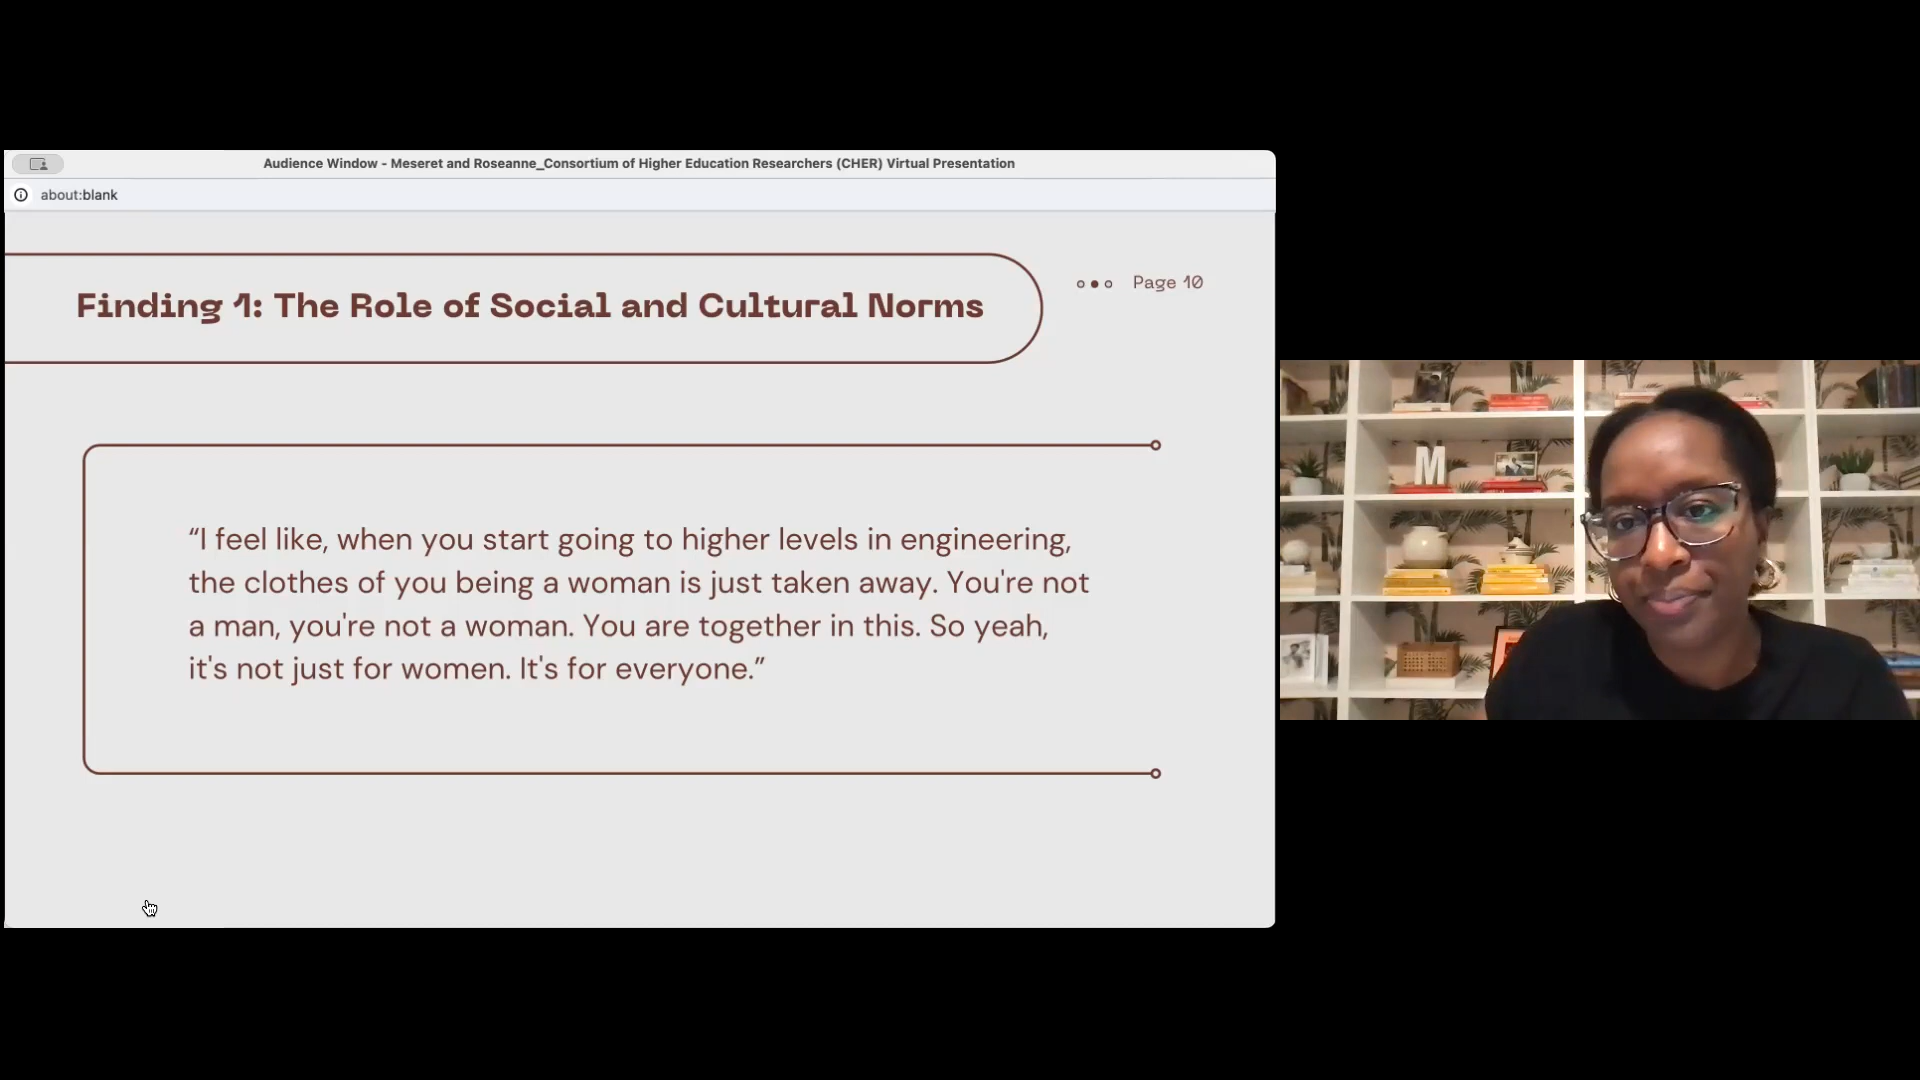 Audience Window - Meseret and Roseanne_Consortium of Higher Education Researchers (CHER) Virtual Presentation
about:blank
Finding 1: The Role of Social and Cultural Norms
Page 10
“I feel like, when you start going to higher levels in engineering,
the clothes of you being a woman is just taken away. You're not
a man, you're not a woman. You are together in this. So yeah,
it's not just for women. It's for everyone.”
M